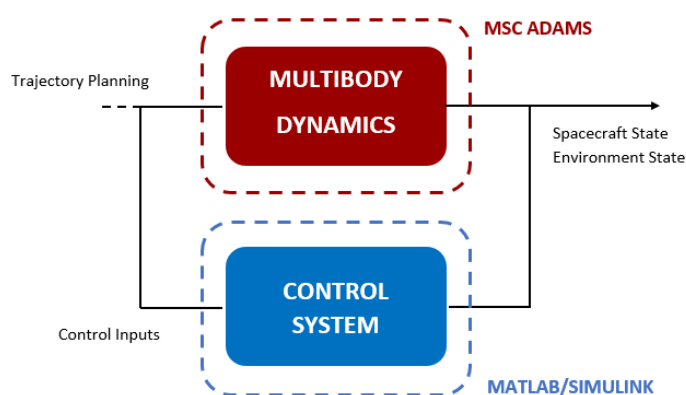 MSC ADAMS
Trajectory Planning
MULTIBODY
DYNAMICS
Spacecraft State
Environment State
CONTROL
SYSTEM
Control Inputs
MATLAB/SIMULINK